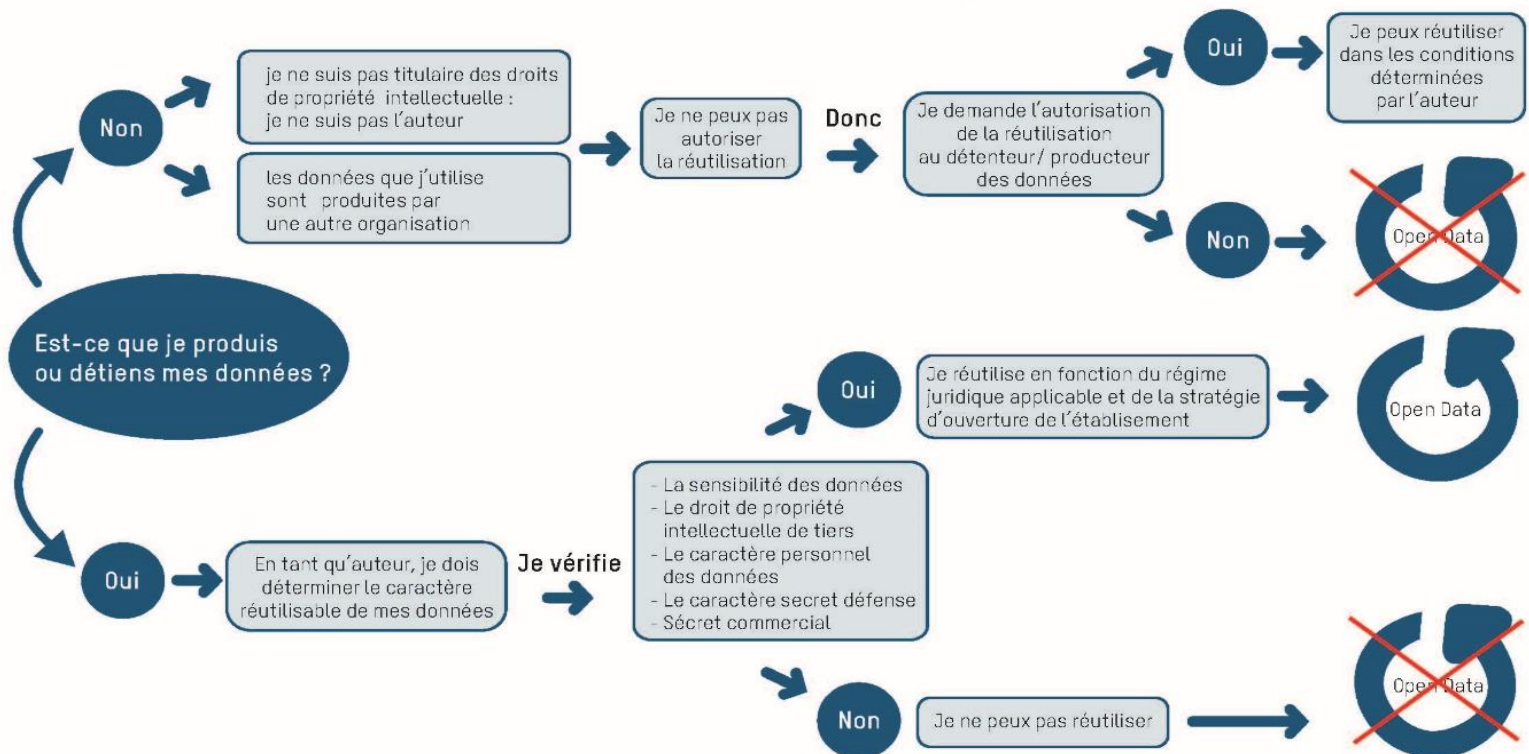 Est-ce que je produis
ou détiens mes données ?
Non
je ne suis pas titulaire des droits
de propriété intellectuelle :
je ne suis pas l'auteur
les données que j'utilise
sont produites par
une autre organisation
Je ne peux pas
autoriser
la réutilisation
Donc
Je demande l'autorisation
de la réutilisation
au détenteur/ producteur
des données
Oui
Je peux réutiliser
dans les conditions
déterminées
par l'auteur
Non
Open Data
Oui
En tant qu'auteur, je dois
déterminer le caractère
réutilisable de mes données
Je vérifie
- La sensibilité des données
- Le droit de propriété
intellectuelle de tiers
- Le caractère personnel
des données
- Le caractère secret défense
- Sécret commercial
Oui
Je réutilise en fonction du régime
juridique applicable et de la stratégie
d'ouverture de l'établisement
Open Data
Non
Je ne peux pas réutiliser
Open Data